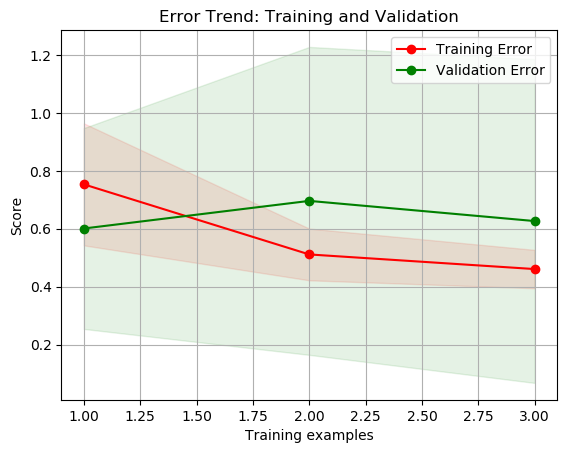 Error Trend: Training and Validation
Training Error
Validation Error
1.2
1.0
0.8
0.6
0.4
0.2
Score
1.00 1.25 1.50 1.75 2.00 2.25 2.50 2.75 3.00
Training examples